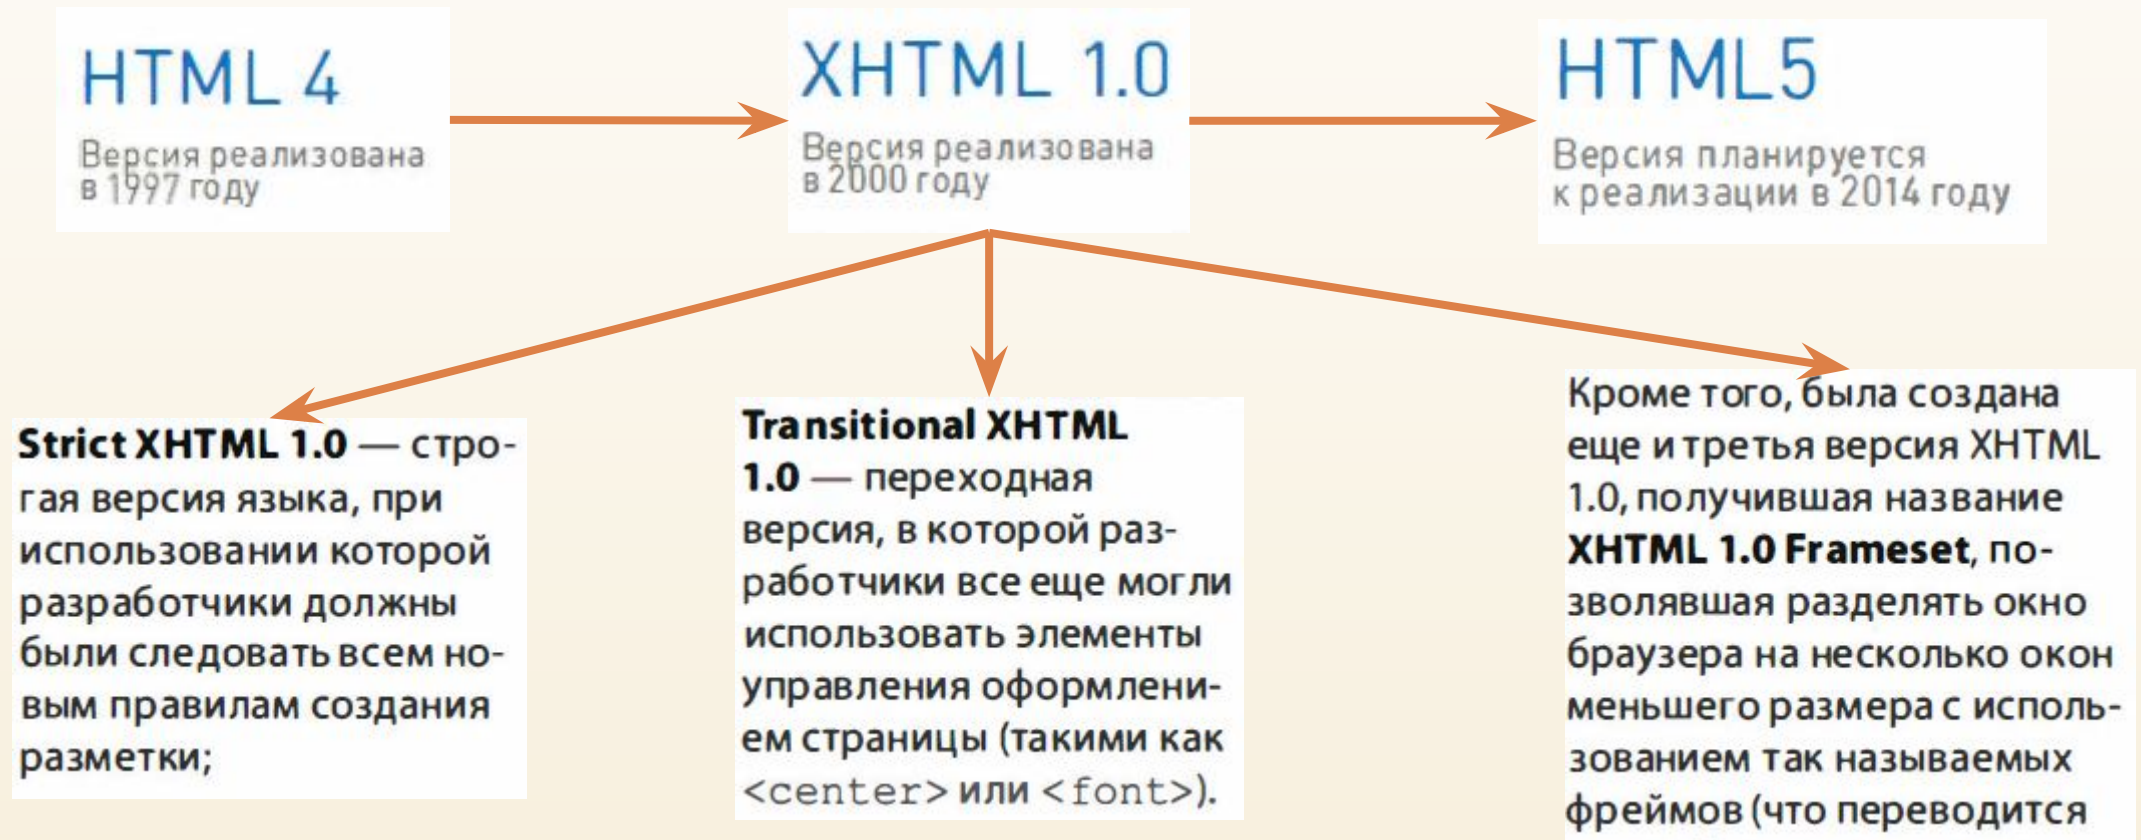 HTML 4
Версия реализована
в 1997 году
XHTML 1.0
Версия реализована
в 2000 году
HTML5
Версия планируется
к реализации в 2014 году
Strict XHTML 1.0 — стро-
гая версия языка, при
использовании которой
разработчики должны
были следовать всем но-
вым правилам создания
разметки;
Transitional XHTML
1.0 — переходная
версия, в которой раз-
работчики все еще могли
использовать элементы
управления оформлени-
ем страницы (такими как
<center> или <font>).
Кроме того, была создана
еще и третья версия XHTML
1.0, получившая название
XHTML 1.0 Frameset, по-
зволявшая разделять окно
браузера на несколько окон
меньшего размера с исполь-
зованием так называемых
фреймов (что переводится